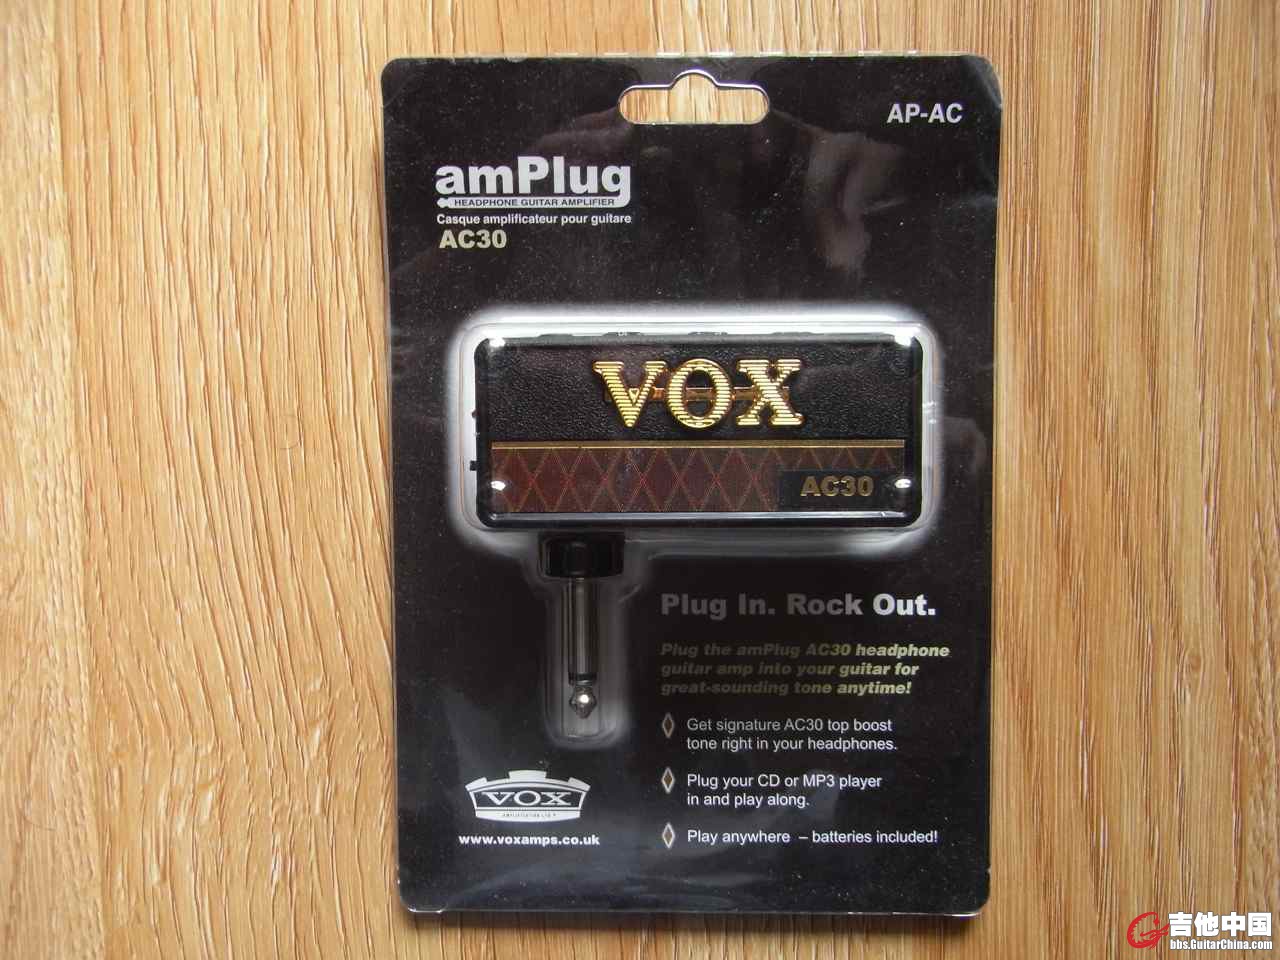 AP-AC
amPlug
HEADPHONE GUITAR AMPLIFIER
Casque amplificateur pour guitare
AC30
VOX
AC30
Plug In. Rock Out.
Plug the amPlug AC30 headphone
guitar amp into your guitar for
great-sounding tone anytime!
Get signature AC30 top boost
tone right in your headphones.
Plug your CD or MP3 player
in and play along.
Play anywhere – batteries included!
VOX
www.voxamps.co.uk
吉他中国
bbs.GuitarChina.com